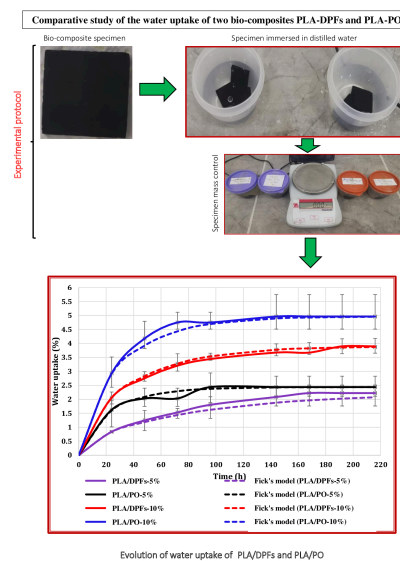 Comparative study of the water uptake of two bio-composites PLA-DPFs and PLA-PO
Bio-composite specimen
Specimen immersed in distilled water
Experimental protocol
Specimen mass control
Water uptake (%)
6
5.5
5
4.5
4
3.5
3
2.5
2
1.5
1
0.5
0
0 20 40 60 80 100 120 140 160 180 200 220
Time (h)
PLA/DPFs-5% Fick's model (PLA/DPFs-5%)
PLA/PO-5% Fick's model (PLA/PO-5%)
PLA/DPFs-10% Fick's model (PLA/DPFs-10%)
PLA/PO-10% Fick's model (PLA/PO-10%)
Evolution of water uptake of PLA/DPFs and PLA/PO